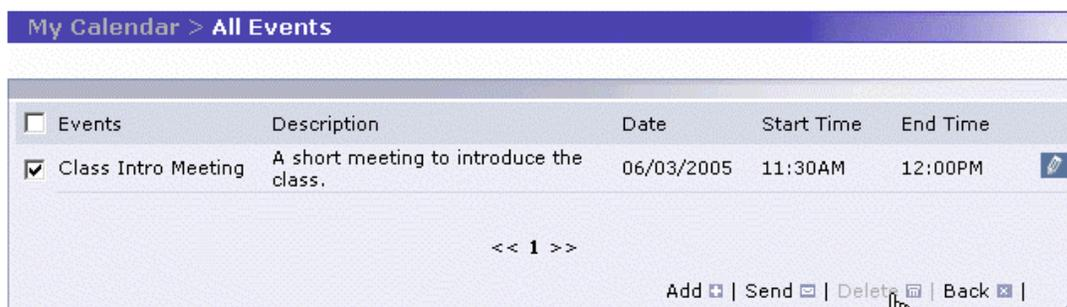 My Calendar > All Events
Events Description Date Start Time End Time
Class Intro Meeting A short meeting to introduce the class. 06/03/2005 11:30AM 12:00PM
<< 1 >>
Add | Send | Delete | Back |